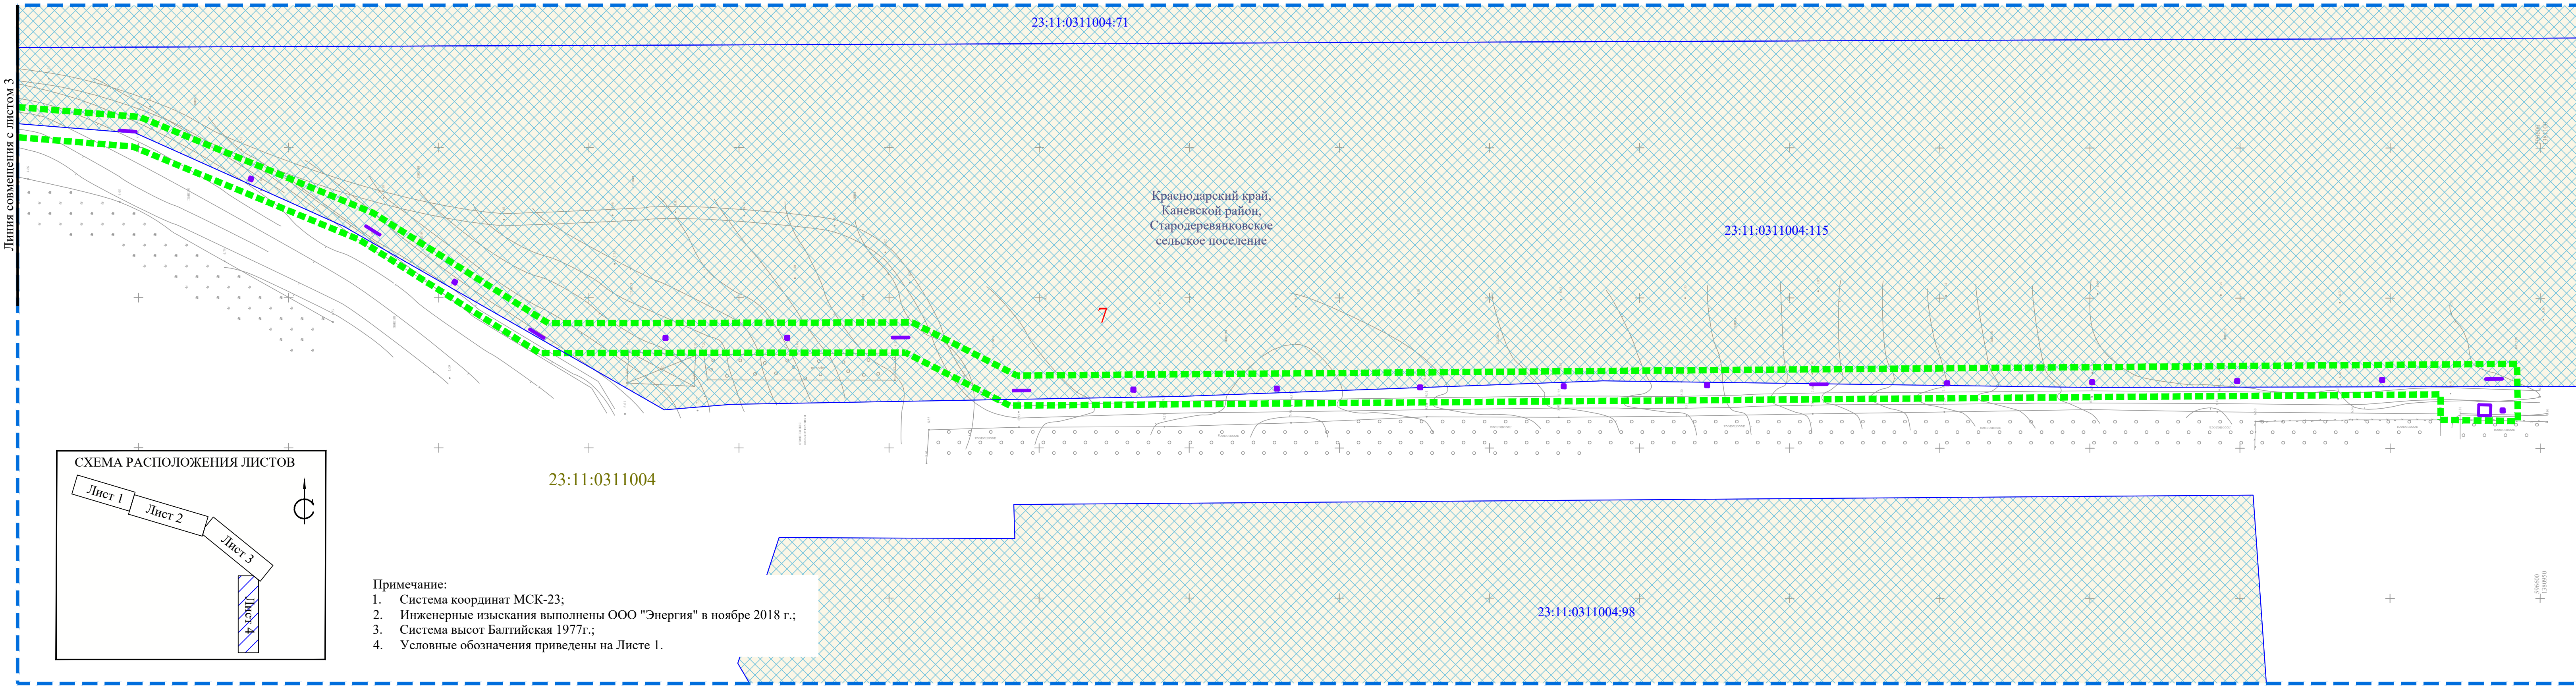 23:11:0311004:71
Линия совмещения с листом 3
Краснодарский край,
Каневской район,
Стародеревянковское
сельское поселение
23:11:0311004:115
7
23:11:0311004
СХЕМА РАСПОЛОЖЕНИЯ ЛИСТОВ
Лист 1
Лист 2
Лист 3
Лист 4
С
Примечание:
1. Система координат МСК-23;
2. Инженерные изыскания выполнены ООО "Энергия" в ноябре 2018 г.;
3. Система высот Балтийская 1977г.;
4. Условные обозначения приведены на Листе 1.
23:11:0311004:98